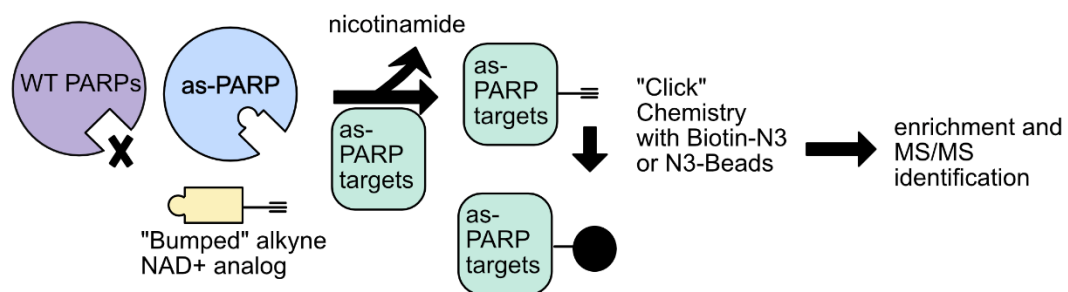 nicotinamide
WT PARPs
as-PARP
as-
PARP
targets
as-
PARP
targets
"Bumped" alkyne
NAD+ analog
"Click"
Chemistry
with Biotin-N3
or N3-Beads
as-
PARP
targets
enrichment and
MS/MS
identification